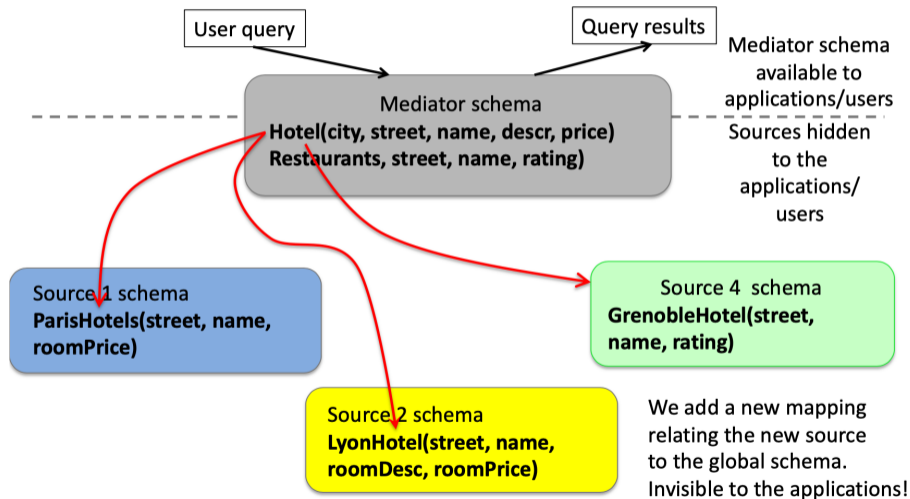 User query
Query results
Mediator schema
available to
applications/users
Mediator schema
Hotel(city, street, name, descr, price)
Restaurants, street, name, rating)
Sources hidden
to the
applications/
users
Source 1 schema
ParisHotels(street, name,
roomPrice)
Source 4 schema
GrenobleHotel(street,
name, rating)
Source 2 schema
LyonHotel(street, name,
roomDesc, roomPrice)
We add a new mapping
relating the new source
to the global schema.
Invisible to the applications!